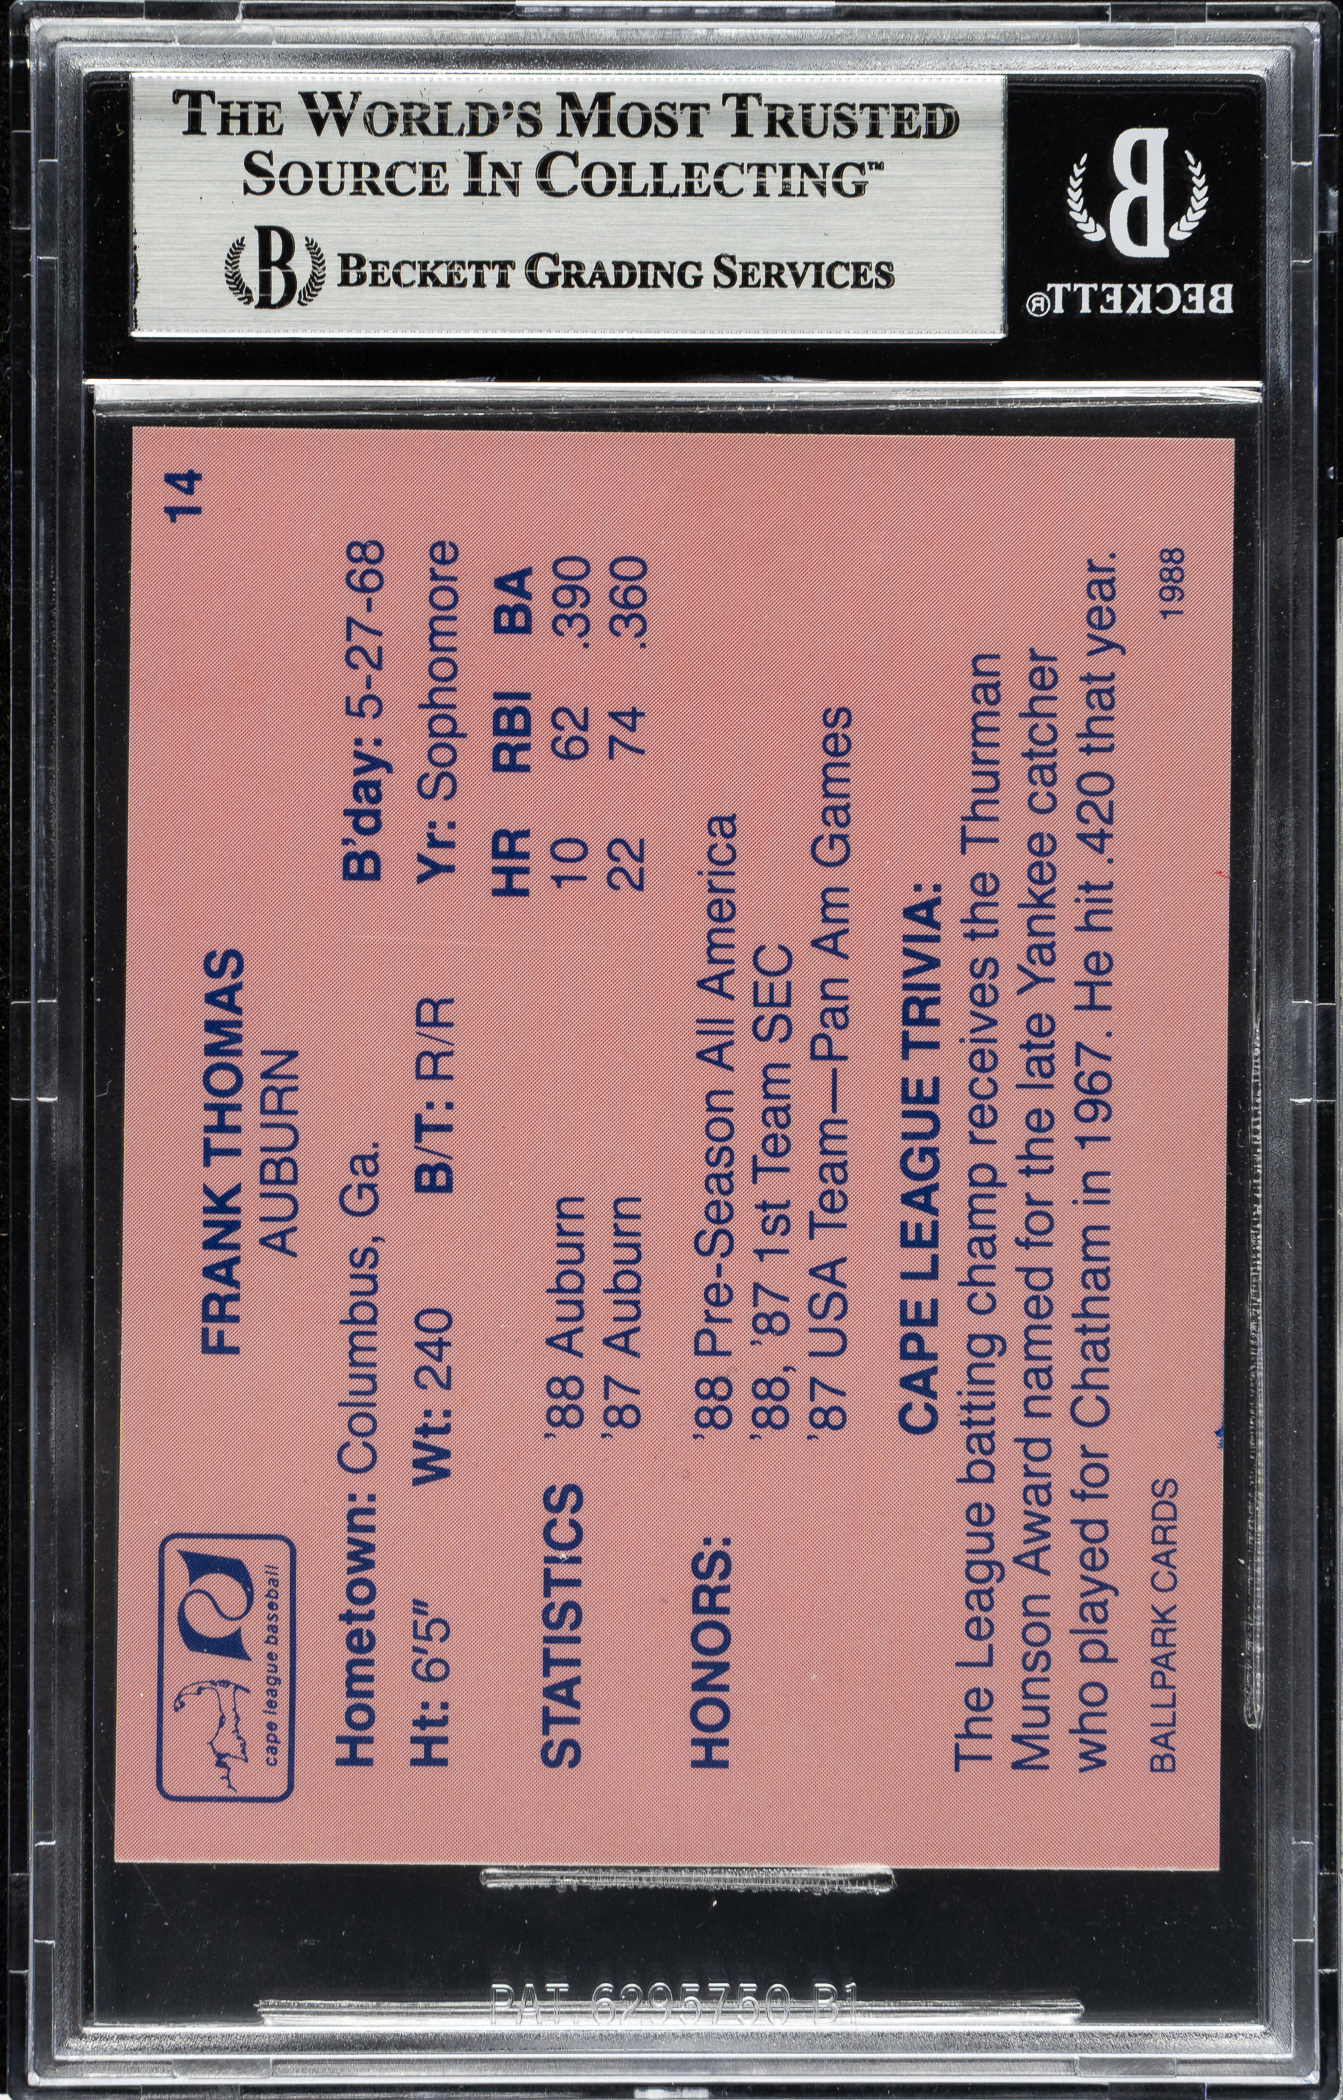 THE WORLD'S MOST TRUSTED
SOURCE IN COLLECTING™
B BECKETT GRADING SERVICES
B
BECKETT®
14
cape league baseball
FRANK THOMAS
AUBURN
Hometown: Columbus, Ga. B'day: 5-27-68
Ht: 6'5" Wt: 240 B/T: R/R Yr: Sophomore
HR RBI BA
STATISTICS '88 Auburn 10 62 .390
'87 Auburn 22 74 .360
HONORS: '88 Pre-Season All America
'88, '87 1st Team SEC
'87 USA Team—Pan Am Games
CAPE LEAGUE TRIVIA:
The League batting champ receives the Thurman
Munson Award named for the late Yankee catcher
who played for Chatham in 1967. He hit .420 that year.
BALLPARK CARDS 1988
PAT 6295750 B1